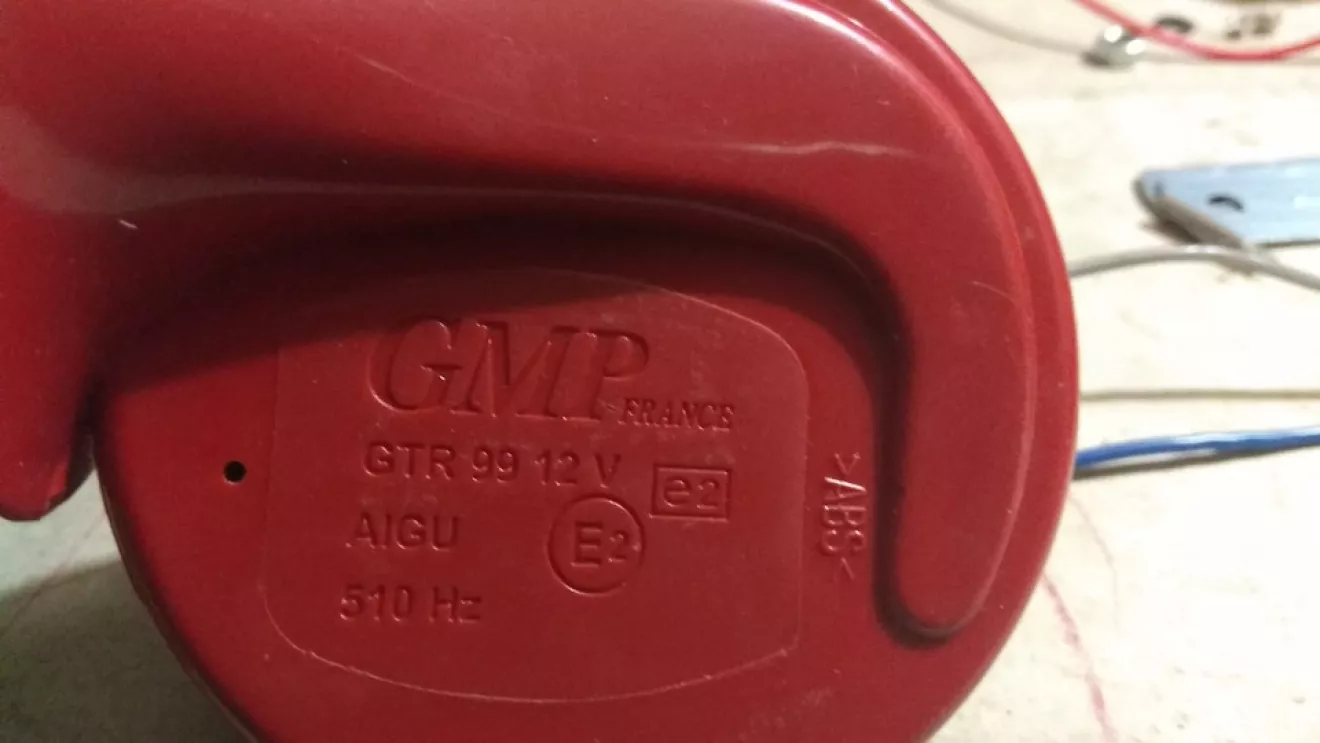 GMP FRANCE
GTR 99 12 V
e2
AIGU
E2
510 Hz
>ABS<